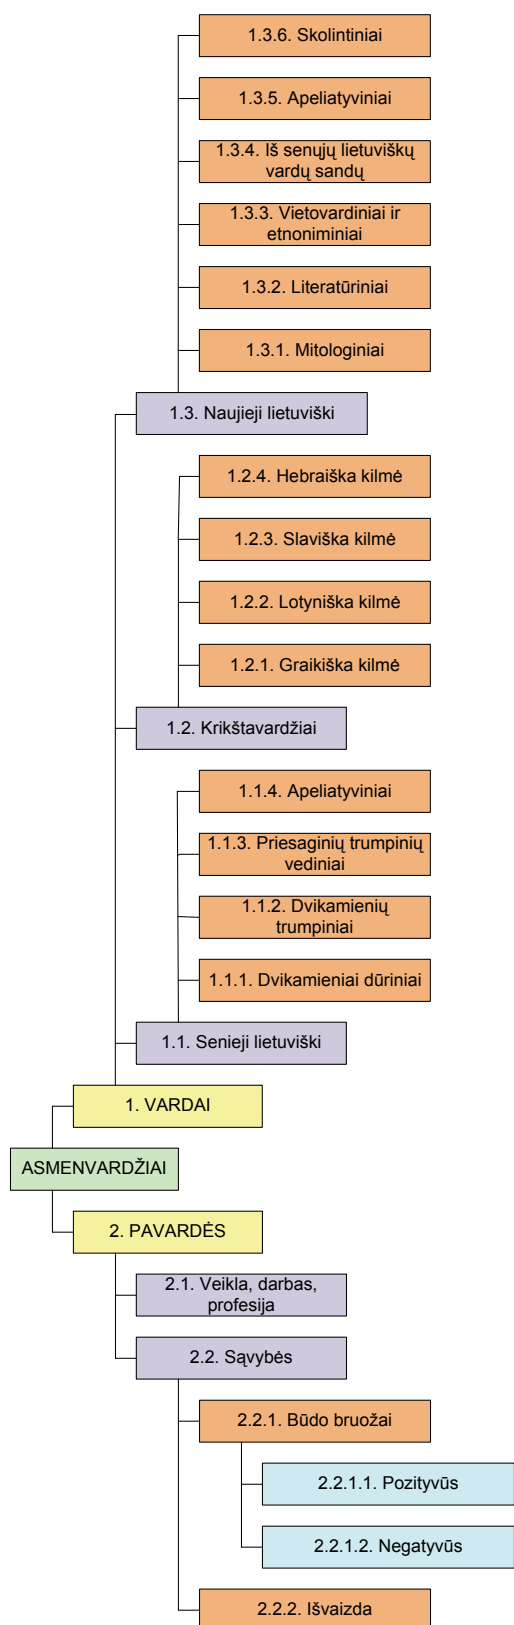 1.3.6. Skolintiniai
1.3.5. Apeliatyviniai
1.3.4. Iš senųjų lietuviškų
vardų sandų
1.3.3. Vietovardiniai ir
etnoniminiai
1.3.2. Literatūriniai
1.3.1. Mitologiniai
1.3. Naujieji lietuviški
1.2.4. Hebraiška kilmė
1.2.3. Slaviška kilmė
1.2.2. Lotyniška kilmė
1.2.1. Graikiška kilmė
1.2. Krikštavardžiai
1.1.4. Apeliatyviniai
1.1.3. Priesaginių trumpinių
vediniai
1.1.2. Dvikamienių
trumpiniai
1.1.1. Dvikamieniai dūriniai
1.1. Senieji lietuviški
1. VARDAI
ASMENVARDŽIAI
2. PAVARDĖS
2.1. Veikla, darbas,
profesija
2.2. Sąvybės
2.2.1. Būdo bruožai
2.2.1.1. Pozityvūs
2.2.1.2. Negatyvūs
2.2.2. Išvaizda